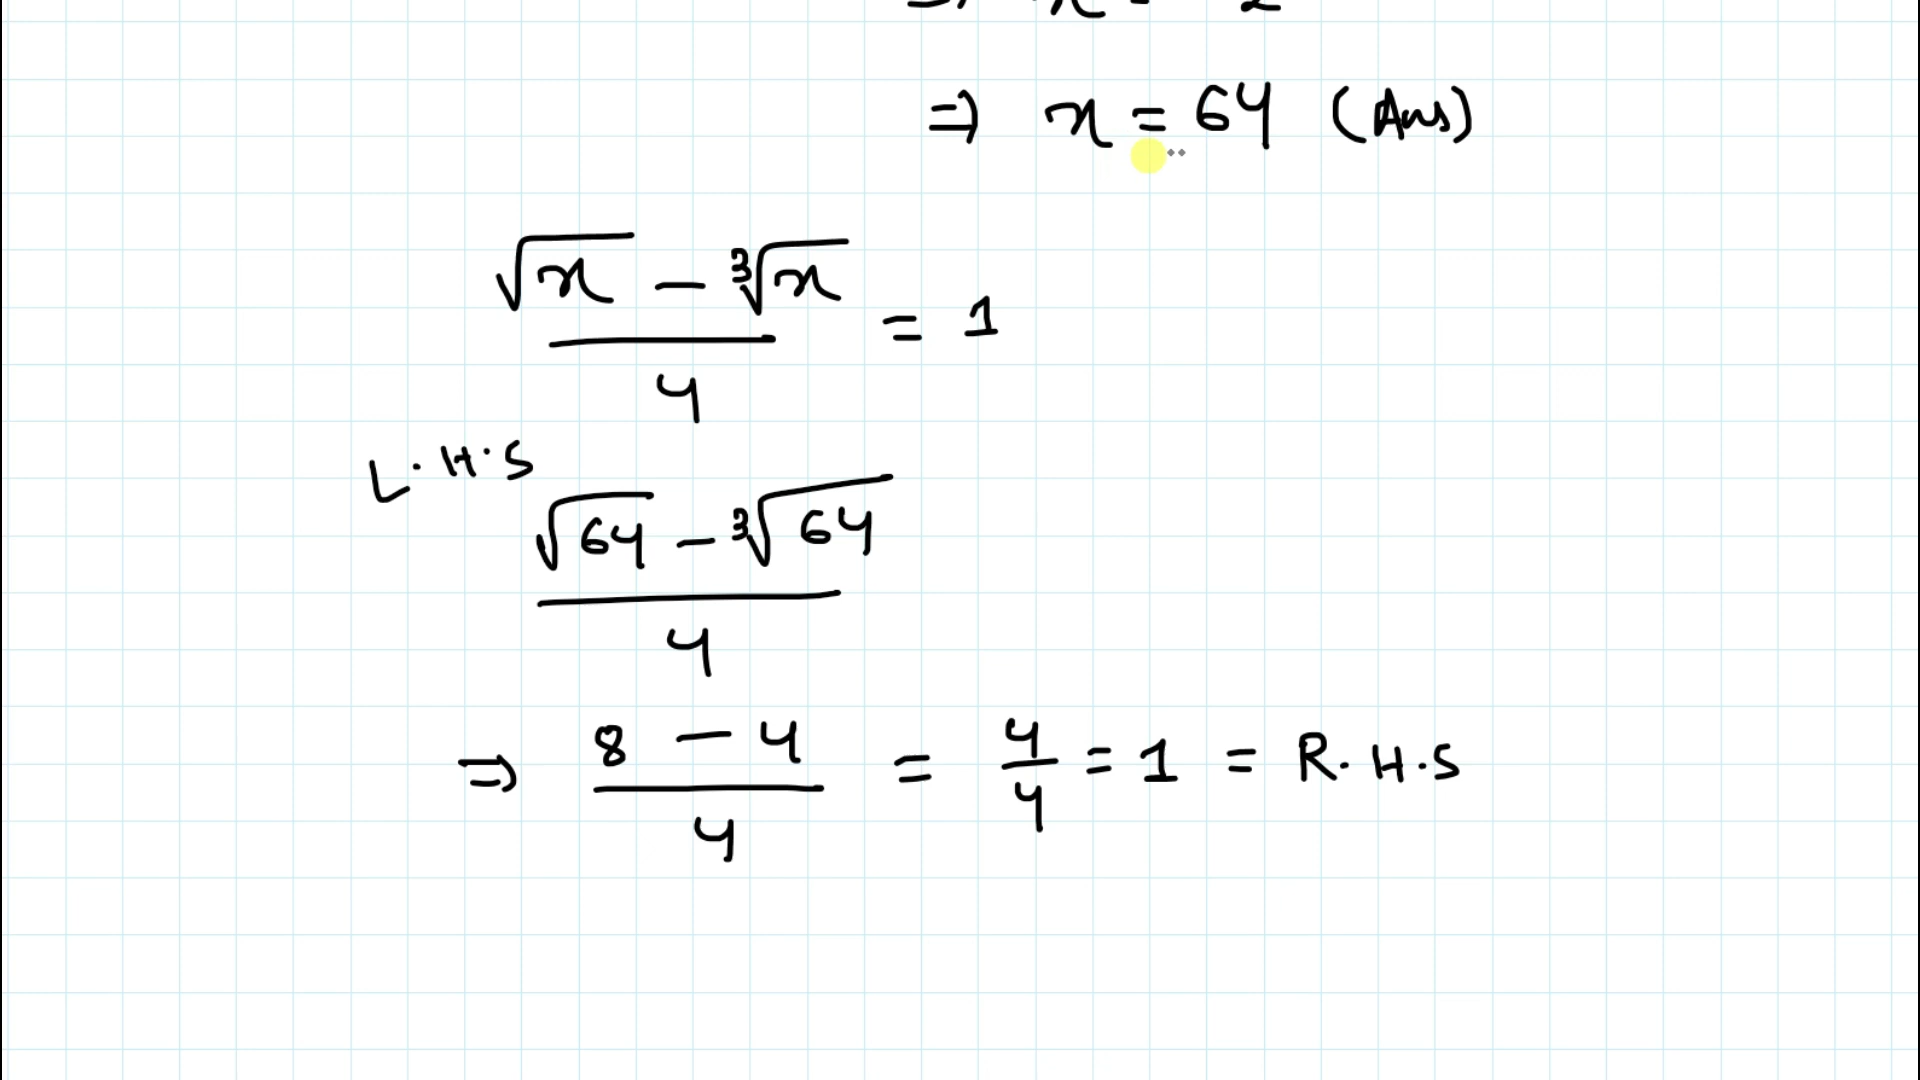 ⇒ x = 64 (Ans)
√x - ∛x
——— = 1
4
L.H.S
√64 - ∛64
———
4
⇒ 8 - 4 / 4 = 4/4 = 1 = R.H.S